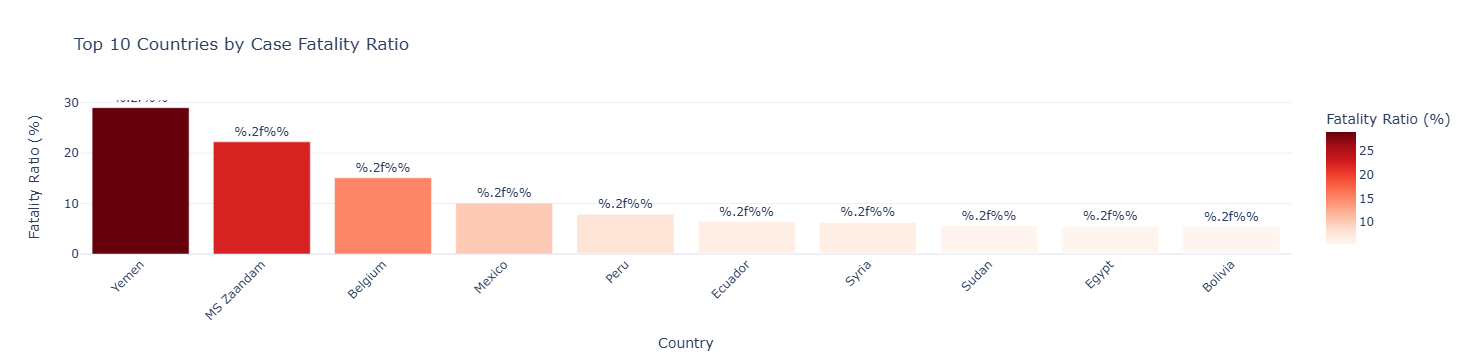 Top 10 Countries by Case Fatality Ratio
Fatality Ratio (%)
30
20
10
0
%.2f%%
%.2f%%
%.2f%%
%.2f%%
%.2f%%
%.2f%%
%.2f%%
%.2f%%
%.2f%%
%.2f%%
Yemen
MS Zaandam
Belgium
Mexico
Peru
Ecuador
Syria
Sudan
Egypt
Bolivia
Country
Fatality Ratio (%)
25
20
15
10